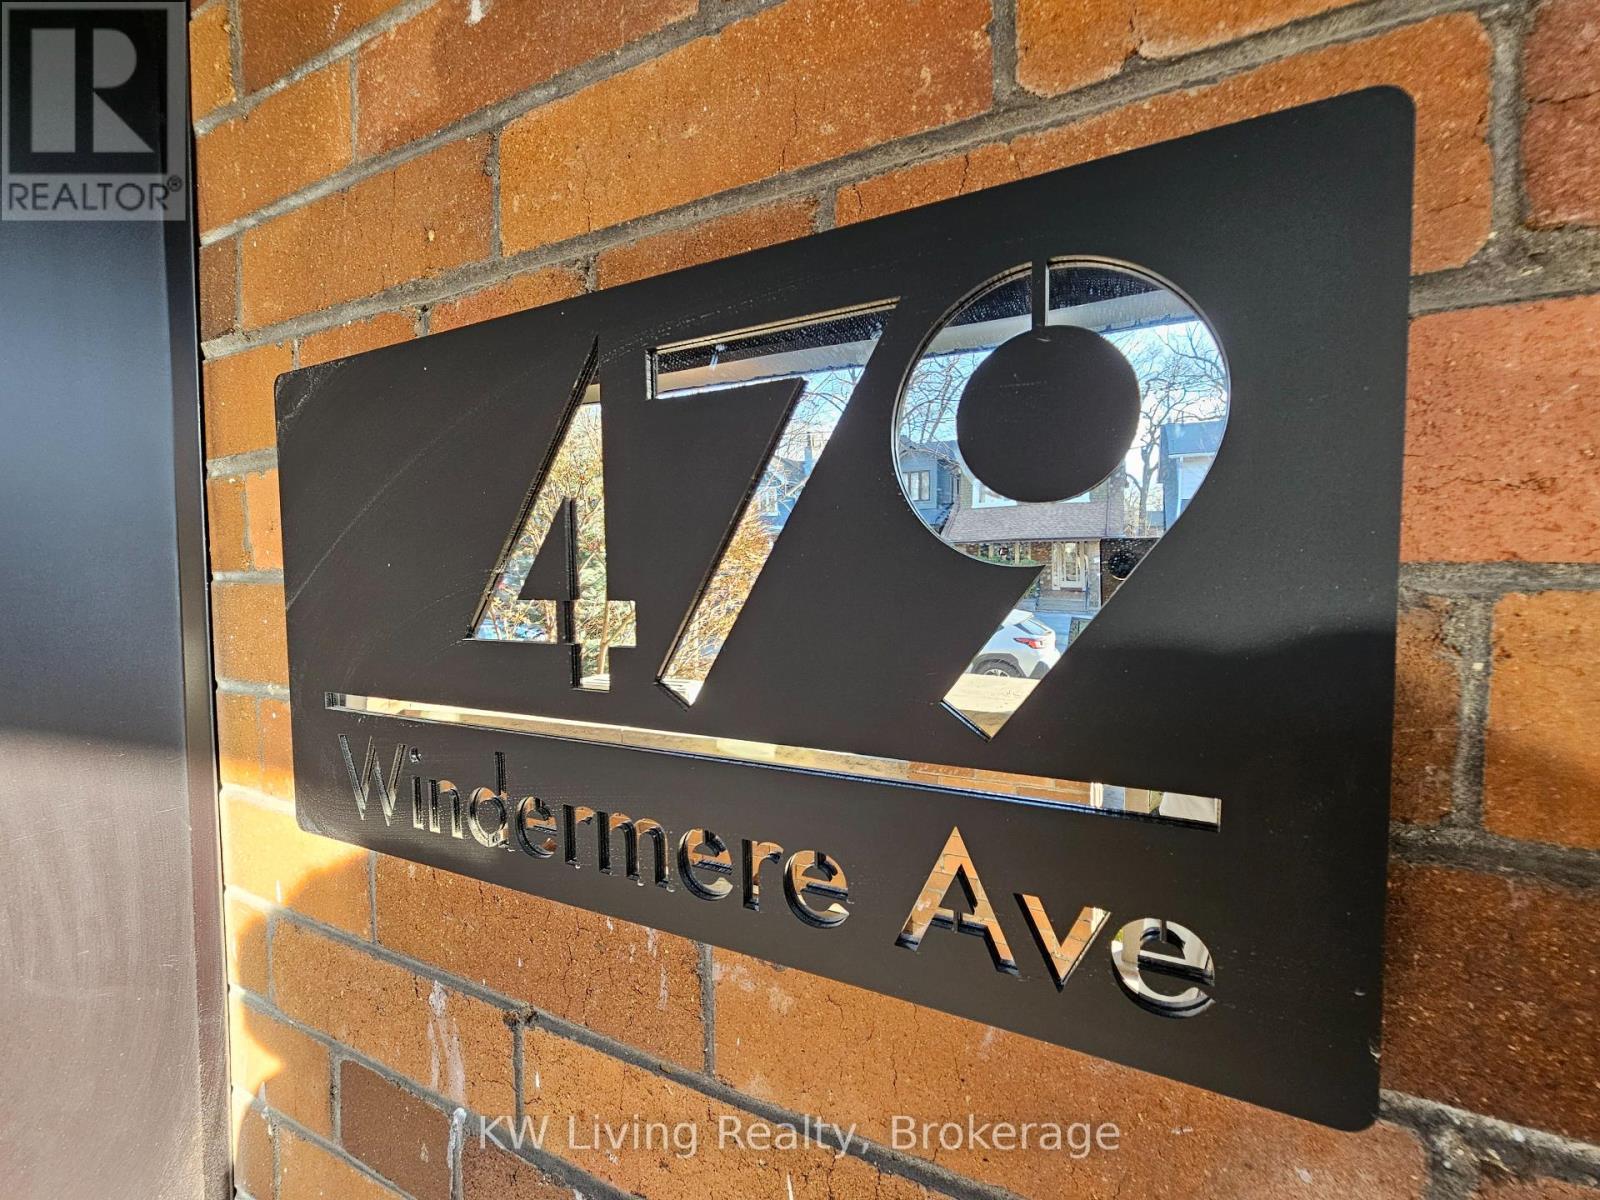 REALTOR®
479
Windermere Ave
KW Living Realty, Brokerage